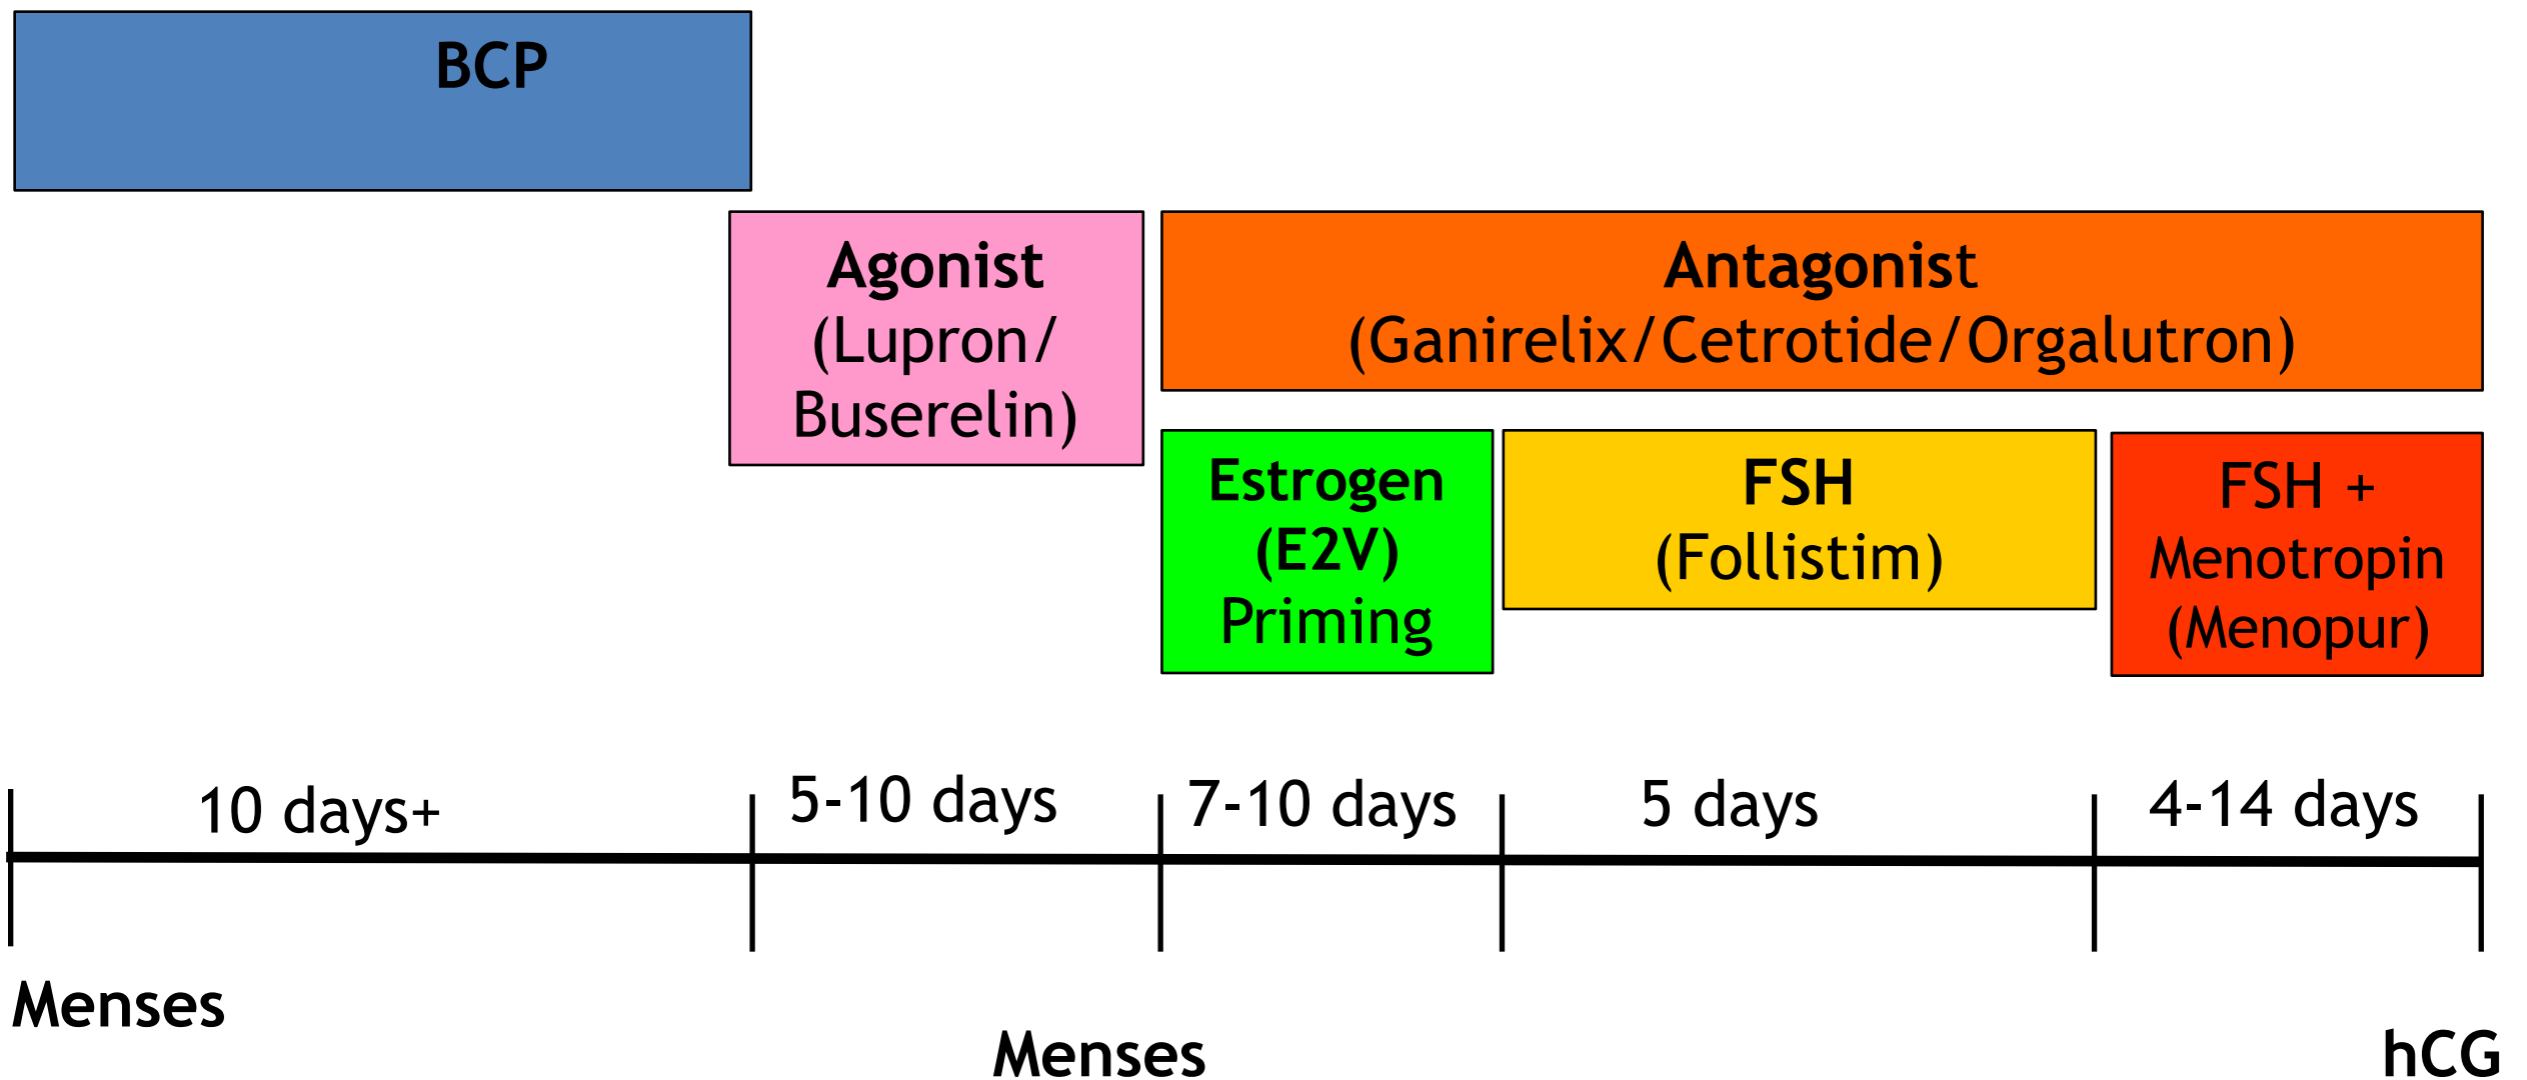 BCP
Agonist
(Lupron/
Buserelin)
Antagonist
(Ganirelix/Cetrotide/Orgalutron)
Estrogen
(E2V)
Priming
FSH
(Follistim)
FSH +
Menotropin
(Menopur)
10 days+
5-10 days
7-10 days
5 days
4-14 days
Menses
Menses
hCG